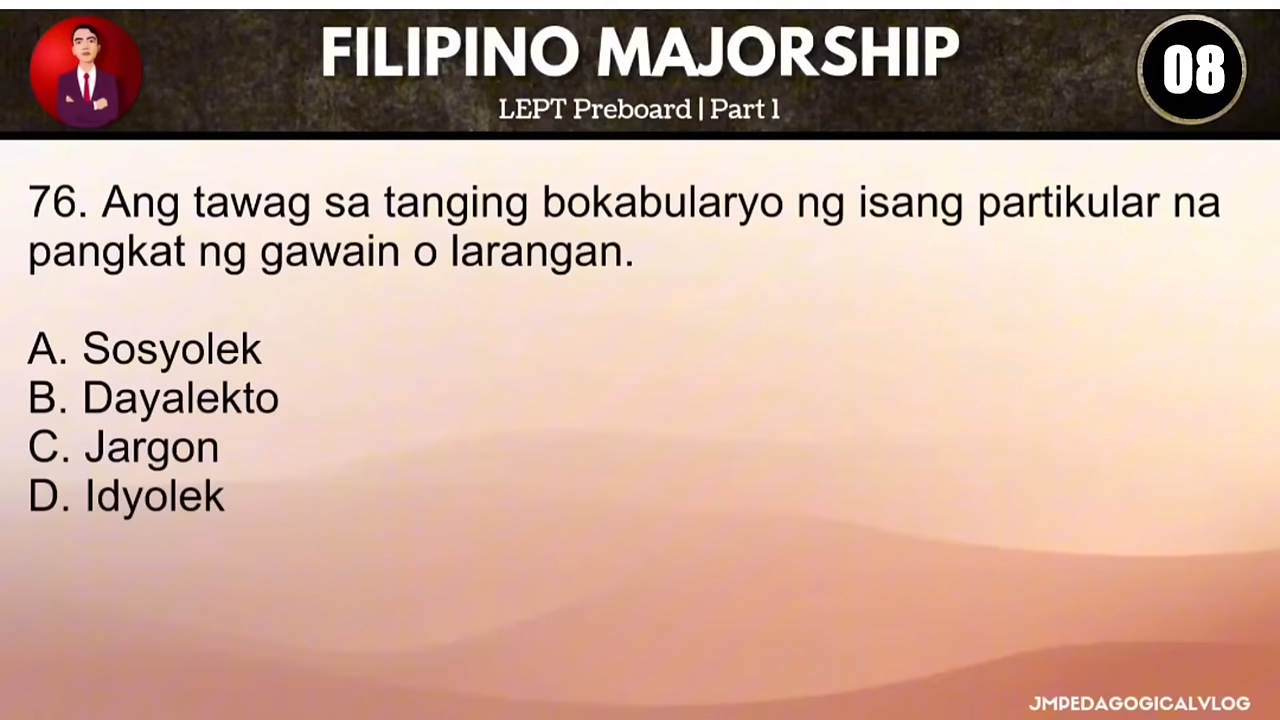 FILIPINO MAJORSHIP
LEPT Preboard | Part 1
08
76. Ang tawag sa tanging bokabularyo ng isang partikular na
pangkat ng gawain o larangan.
A. Sosyolek
B. Dayalekto
C. Jargon
D. Idyolek
JMPEDAGOGICALVLOG